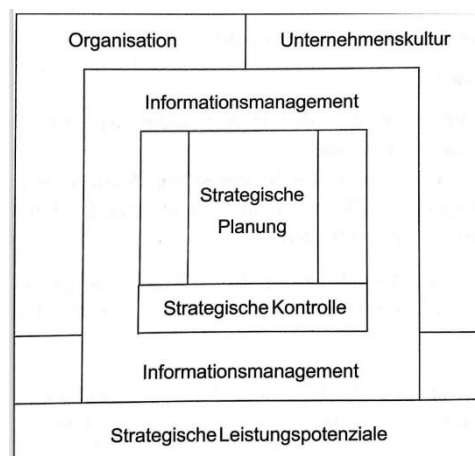 Organisation
Unternehmenskultur
Informationsmanagement
Strategische
Planung
Strategische Kontrolle
Informationsmanagement
Strategische Leistungspotenziale